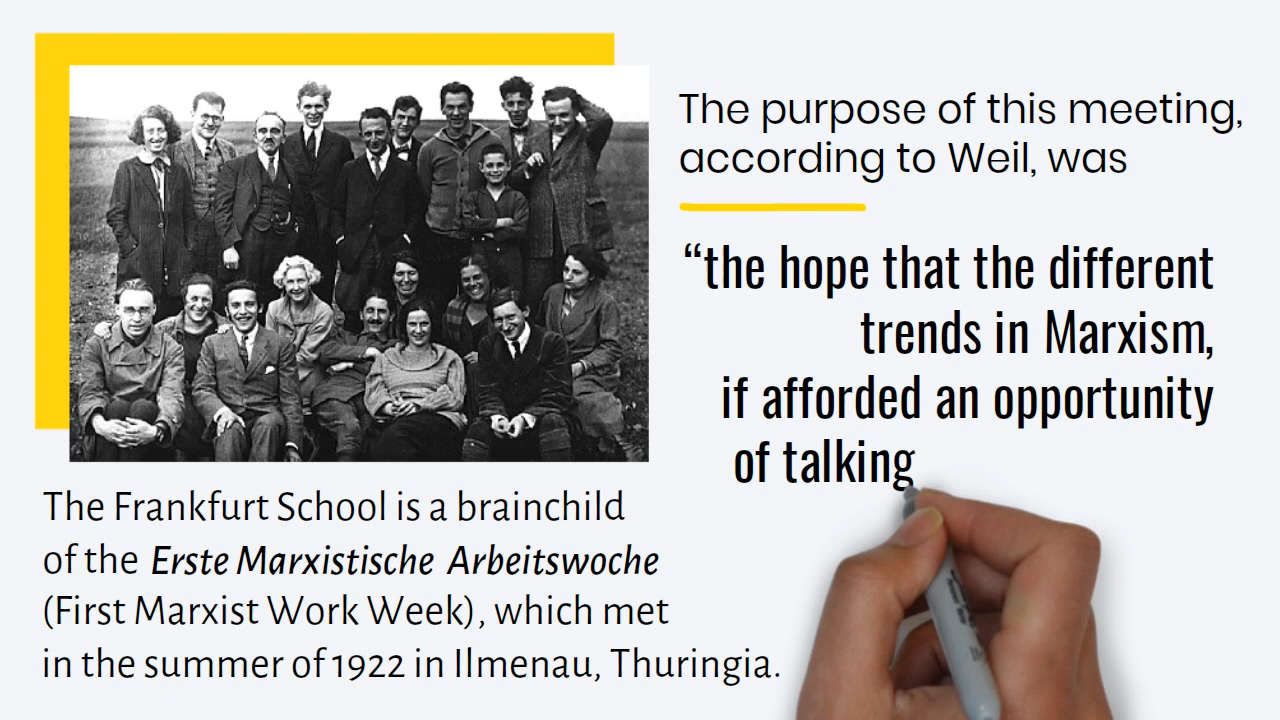 The purpose of this meeting,
according to Weil, was
“the hope that the different
trends in Marxism,
if afforded an opportunity
of talking
The Frankfurt School is a brainchild
of the Erste Marxistische Arbeitswoche
(First Marxist Work Week), which met
in the summer of 1922 in Ilmenau, Thuringia.